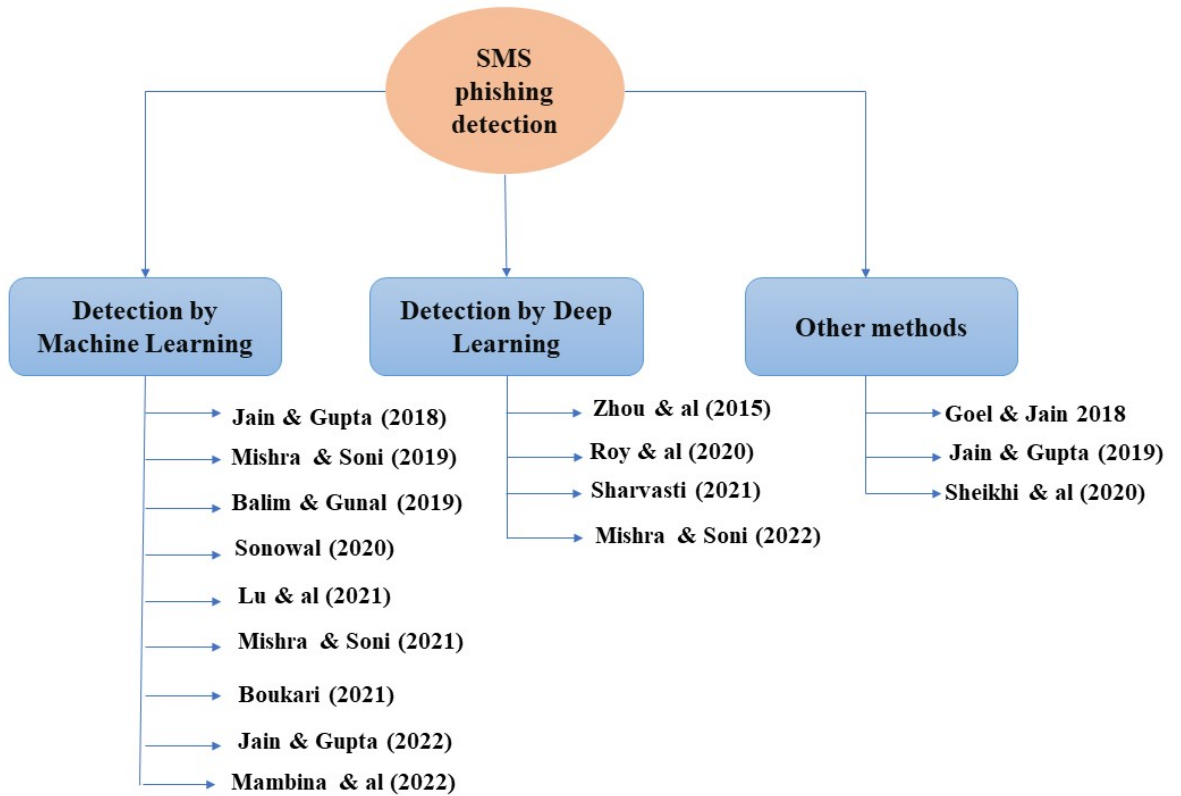 SMS
phishing
detection
Detection by
Machine Learning
Jain & Gupta (2018)
Mishra & Soni (2019)
Balim & Gunal (2019)
Sonowal (2020)
Lu & al (2021)
Mishra & Soni (2021)
Boukari (2021)
Jain & Gupta (2022)
Mambina & al (2022)
Detection by Deep
Learning
Zhou & al (2015)
Roy & al (2020)
Sharvasti (2021)
Mishra & Soni (2022)
Other methods
Goel & Jain 2018
Jain & Gupta (2019)
Sheikhi & al (2020)